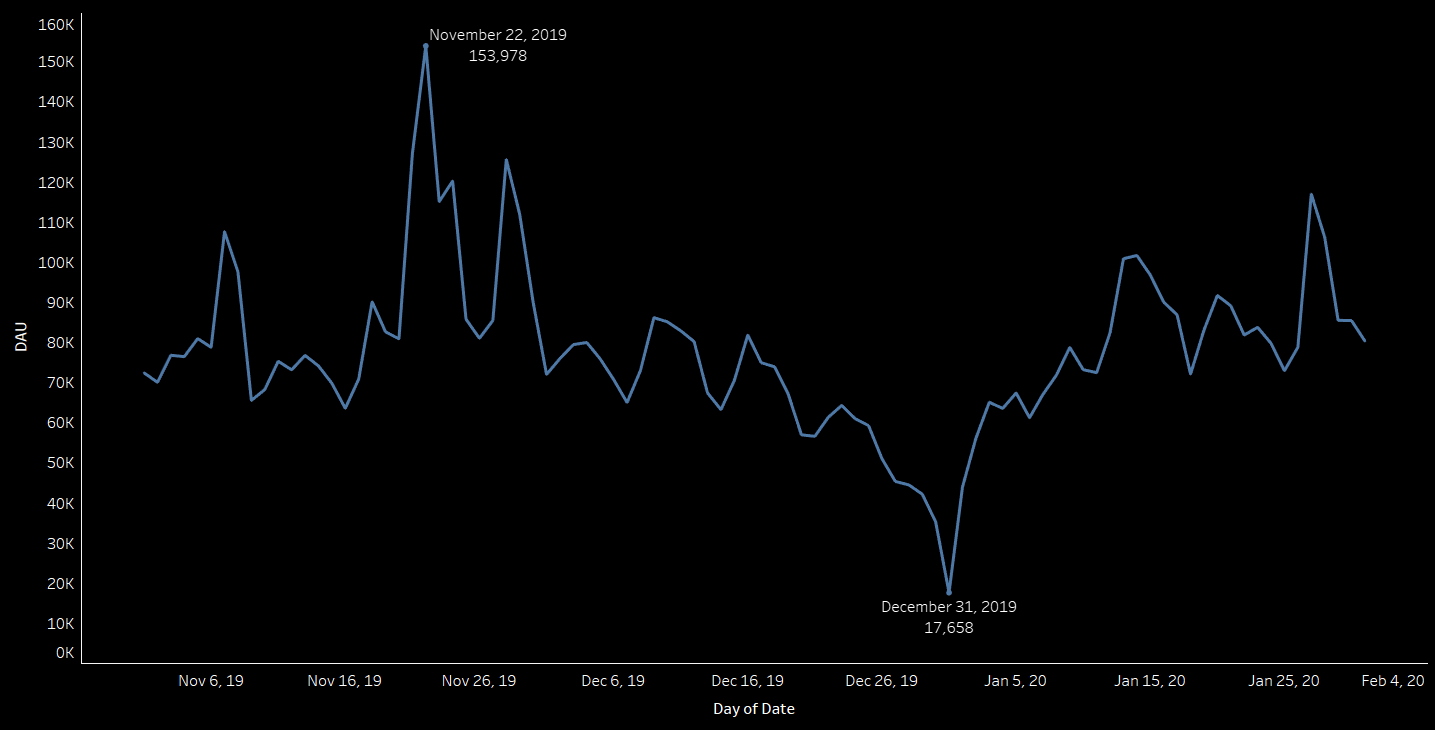 160K
November 22, 2019
153,978
150K
140K
130K
120K
110K
100K
90K
80K
DAU
70K
60K
50K
40K
30K
20K
December 31, 2019
17,658
10K
0K
Nov 6, 19
Nov 16, 19
Nov 26, 19
Dec 6, 19
Dec 16, 19
Dec 26, 19
Jan 5, 20
Jan 15, 20
Jan 25, 20
Feb 4, 20
Day of Date